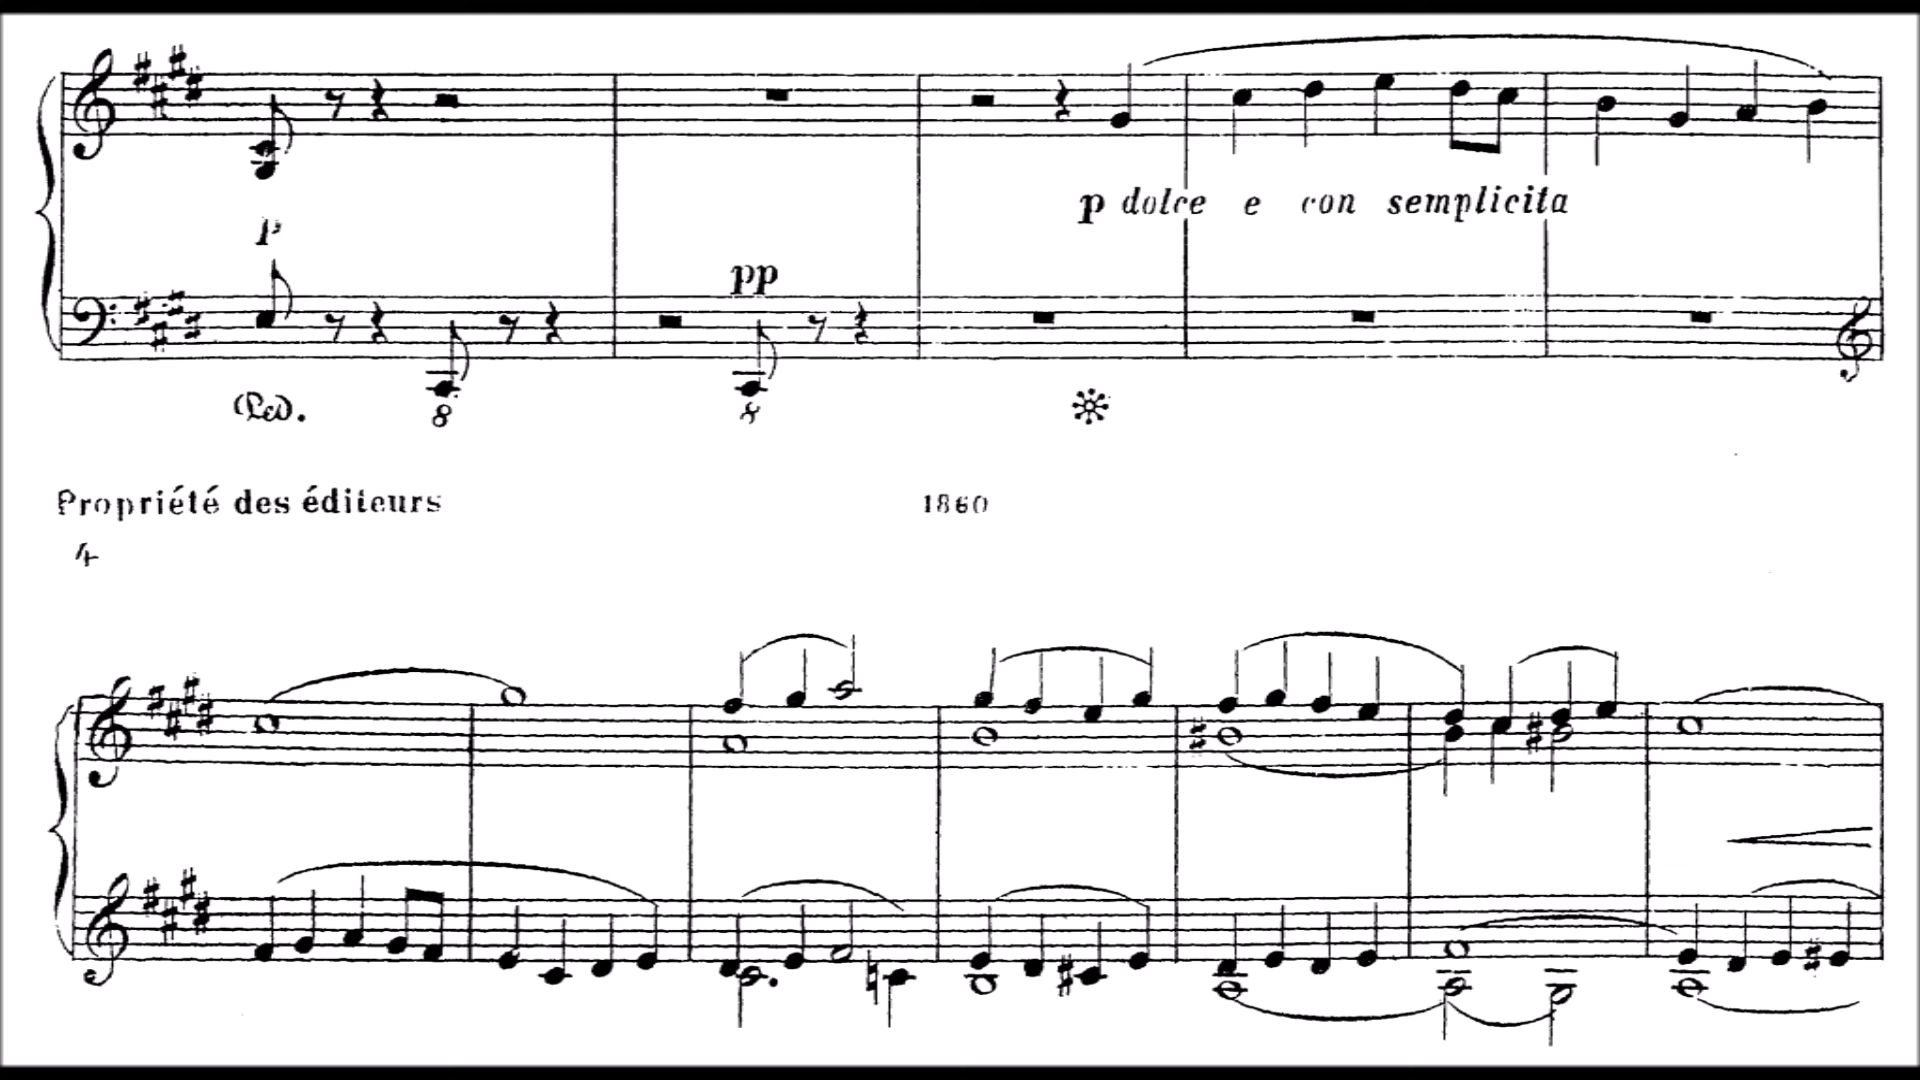 p
pp
p dolce e con semplicita
Ped.
8
8
Propriété des éditeurs 1860
4